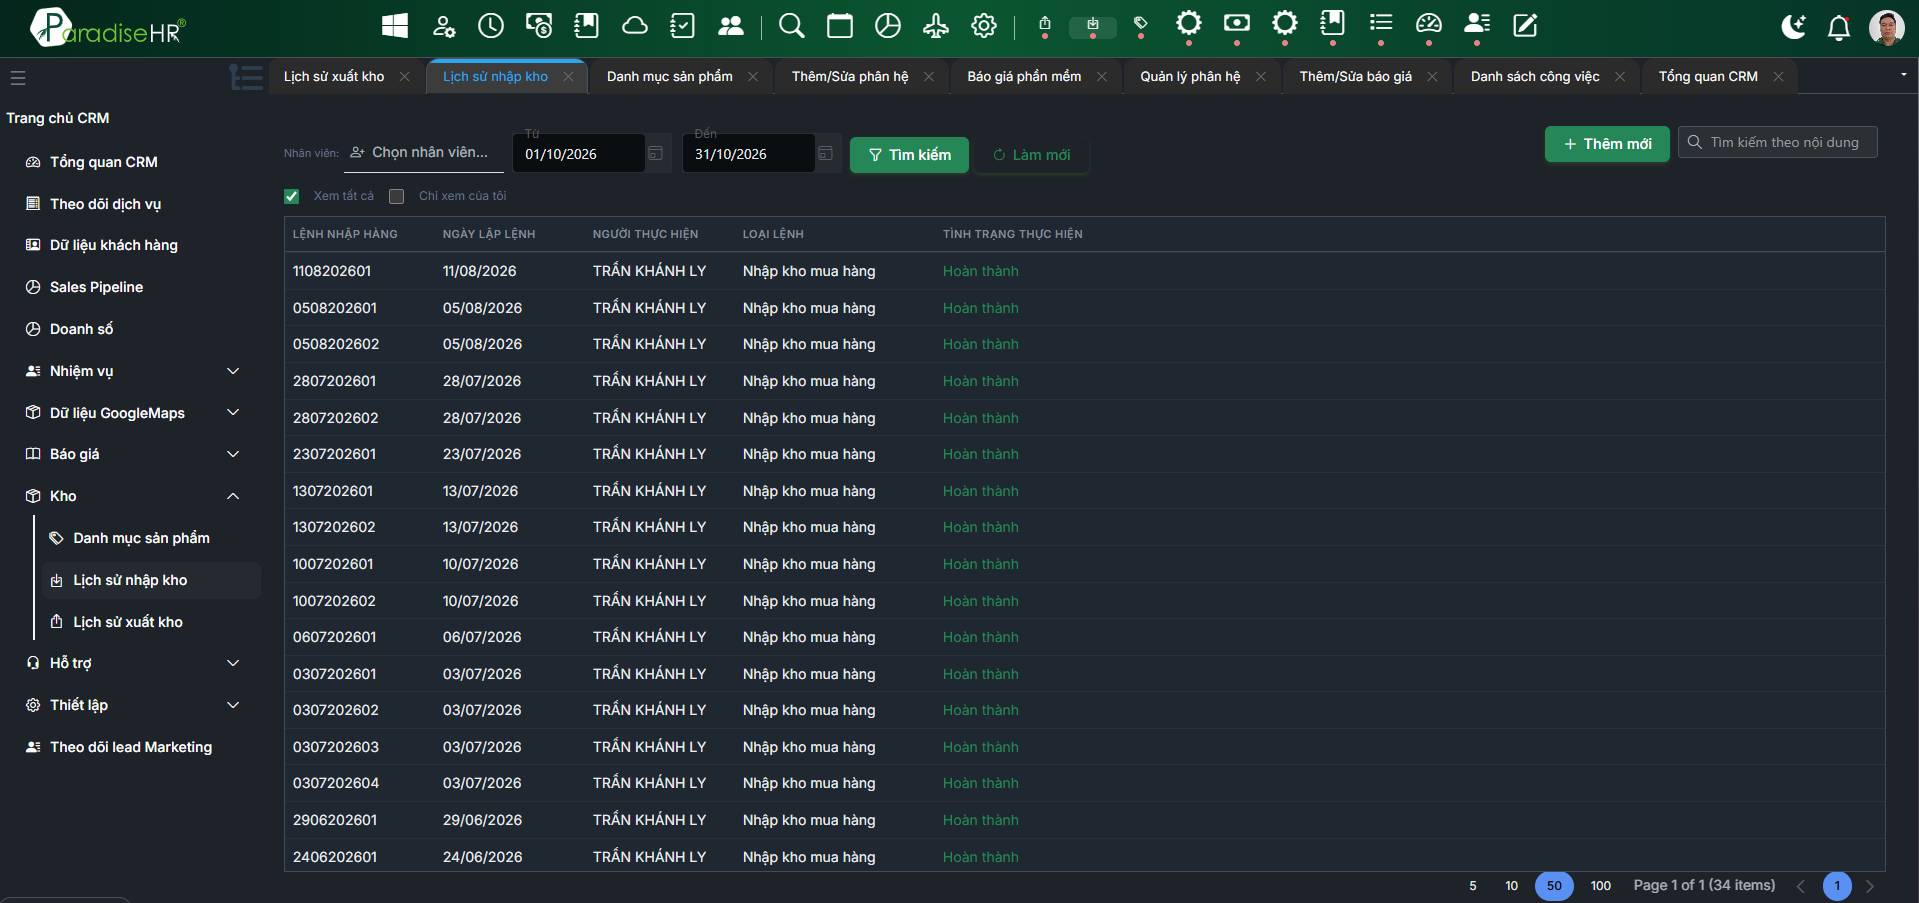 ParadiseHR®
Lịch sử xuất kho
Lịch sử nhập kho
Danh mục sản phẩm
Thêm/Sửa phân hệ
Báo giá phần mềm
Quản lý phân hệ
Thêm/Sửa báo giá
Danh sách công việc
Tổng quan CRM
Trang chủ CRM
Tổng quan CRM
Theo dõi dịch vụ
Dữ liệu khách hàng
Sales Pipeline
Doanh số
Nhiệm vụ
Dữ liệu GoogleMaps
Báo giá
Kho
Danh mục sản phẩm
Lịch sử nhập kho
Lịch sử xuất kho
Hỗ trợ
Thiết lập
Theo dõi lead Marketing
Nhân viên: Chọn nhân viên...
Từ
01/10/2026
Đến
31/10/2026
Tìm kiếm
Làm mới
Thêm mới
Tìm kiếm theo nội dung
Xem tất cả Chỉ xem của tôi
LỆNH NHẬP HÀNG NGÀY LẬP LỆNH NGƯỜI THỰC HIỆN LOẠI LỆNH TÌNH TRẠNG THỰC HIỆN
1108202601 11/08/2026 TRẦN KHÁNH LY Nhập kho mua hàng Hoàn thành
0508202601 05/08/2026 TRẦN KHÁNH LY Nhập kho mua hàng Hoàn thành
0508202602 05/08/2026 TRẦN KHÁNH LY Nhập kho mua hàng Hoàn thành
2807202601 28/07/2026 TRẦN KHÁNH LY Nhập kho mua hàng Hoàn thành
2807202602 28/07/2026 TRẦN KHÁNH LY Nhập kho mua hàng Hoàn thành
2307202601 23/07/2026 TRẦN KHÁNH LY Nhập kho mua hàng Hoàn thành
1307202601 13/07/2026 TRẦN KHÁNH LY Nhập kho mua hàng Hoàn thành
1307202602 13/07/2026 TRẦN KHÁNH LY Nhập kho mua hàng Hoàn thành
1007202601 10/07/2026 TRẦN KHÁNH LY Nhập kho mua hàng Hoàn thành
1007202602 10/07/2026 TRẦN KHÁNH LY Nhập kho mua hàng Hoàn thành
0607202601 06/07/2026 TRẦN KHÁNH LY Nhập kho mua hàng Hoàn thành
0307202601 03/07/2026 TRẦN KHÁNH LY Nhập kho mua hàng Hoàn thành
0307202602 03/07/2026 TRẦN KHÁNH LY Nhập kho mua hàng Hoàn thành
0307202603 03/07/2026 TRẦN KHÁNH LY Nhập kho mua hàng Hoàn thành
0307202604 03/07/2026 TRẦN KHÁNH LY Nhập kho mua hàng Hoàn thành
2906202601 29/06/2026 TRẦN KHÁNH LY Nhập kho mua hàng Hoàn thành
2406202601 24/06/2026 TRẦN KHÁNH LY Nhập kho mua hàng Hoàn thành
5 10 50 100 Page 1 of 1 (34 items) 1